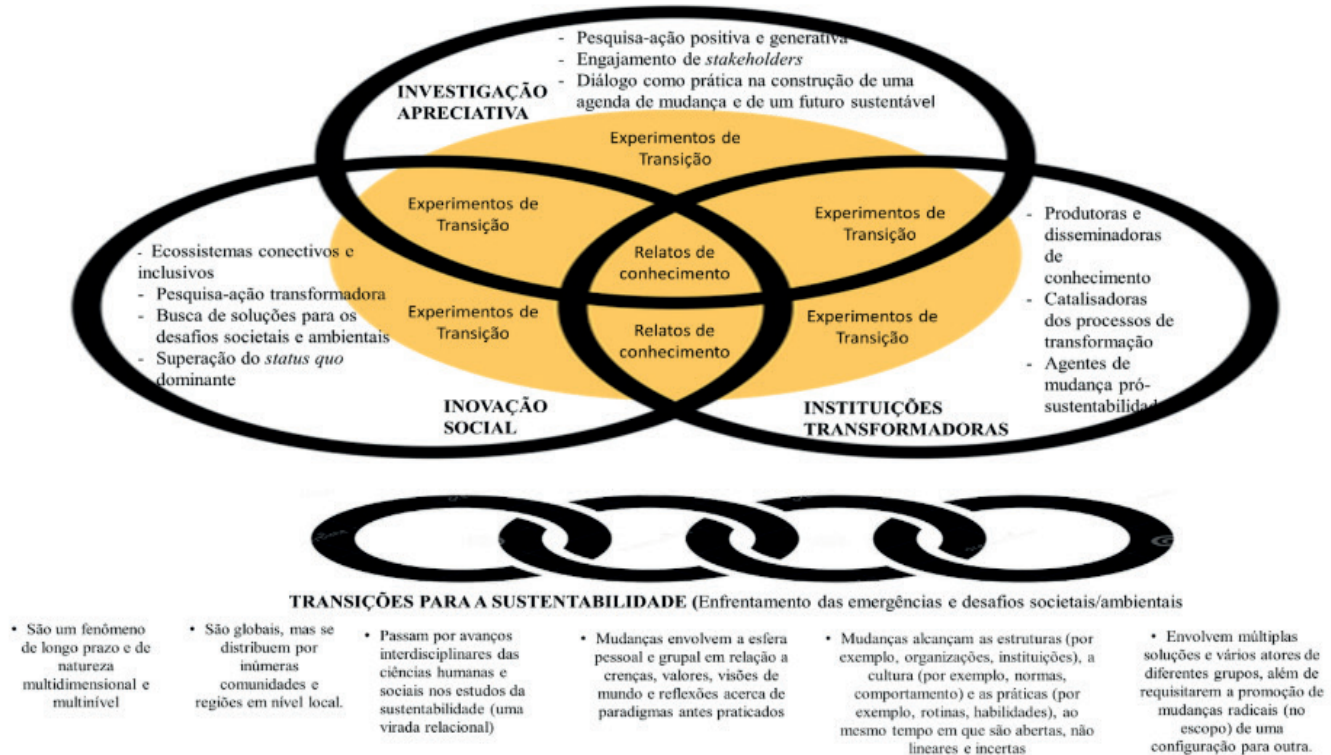 - Pesquisa-ação positiva e generativa
- Engajamento de stakeholders
- Diálogo como prática na construção de uma
agenda de mudança e de um futuro sustentável
INVESTIGAÇÃO
APRECIATIVA
Experimentos de
Transição
Experimentos de
Transição
Experimentos de
Transição
Relatos de
conhecimento
- Ecossistemas conectivos e
inclusivos
- Pesquisa-ação transformadora
- Busca de soluções para os
desafios societais e ambientais
- Superação do status quo
dominante
- Produtoras e
disseminadoras
de
conhecimento
- Catalisadoras
dos processos de
transformação
- Agentes de
mudança pró-
sustentabilidad
Experimentos de
Transição
Relatos de
conhecimento
Experimentos de
Transição
INOVAÇÃO
SOCIAL
INSTITUIÇÕES
TRANSFORMADORAS
TRANSIÇÕES PARA A SUSTENTABILIDADE (Enfrentamento das emergências e desafios societais/ambientais
• São um fenômeno
de longo prazo e de
natureza
multidimensional e
multinível
• São globais, mas se
distribuem por
inúmeras
comunidades e
regiões em nível local.
• Passam por avanços
interdisciplinares das
ciências humanas e
sociais nos estudos da
sustentabilidade (uma
virada relacional)
• Mudanças envolvem a esfera
pessoal e grupal em relação a
crenças, valores, visões de
mundo e reflexões acerca de
paradigmas antes praticados
• Mudanças alcançam as estruturas (por
exemplo, organizações, instituições), a
cultura (por exemplo, normas,
comportamento) e as práticas (por
exemplo, rotinas, habilidades), ao
mesmo tempo em que são abertas, não
lineares e incertas
• Envolvem múltiplas
soluções e vários atores de
diferentes grupos, além de
requisitarem a promoção de
mudanças radicais (no
escopo) de uma
configuração para outra.